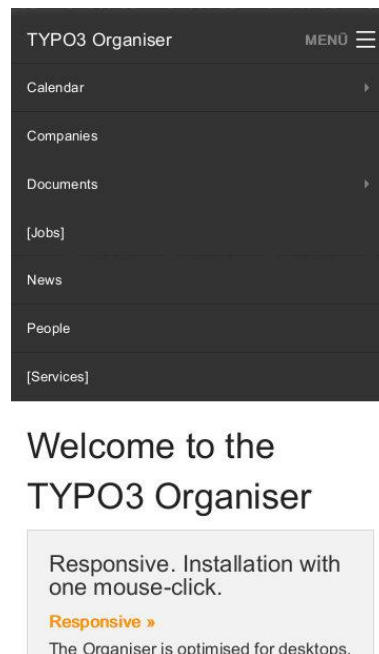 TYPO3 Organiser MENÜ
Calendar
Companies
Documents
[Jobs]
News
People
[Services]
Welcome to the
TYPO3 Organiser
Responsive. Installation with
one mouse-click.
Responsive »
The Organiser is optimised for desktops,